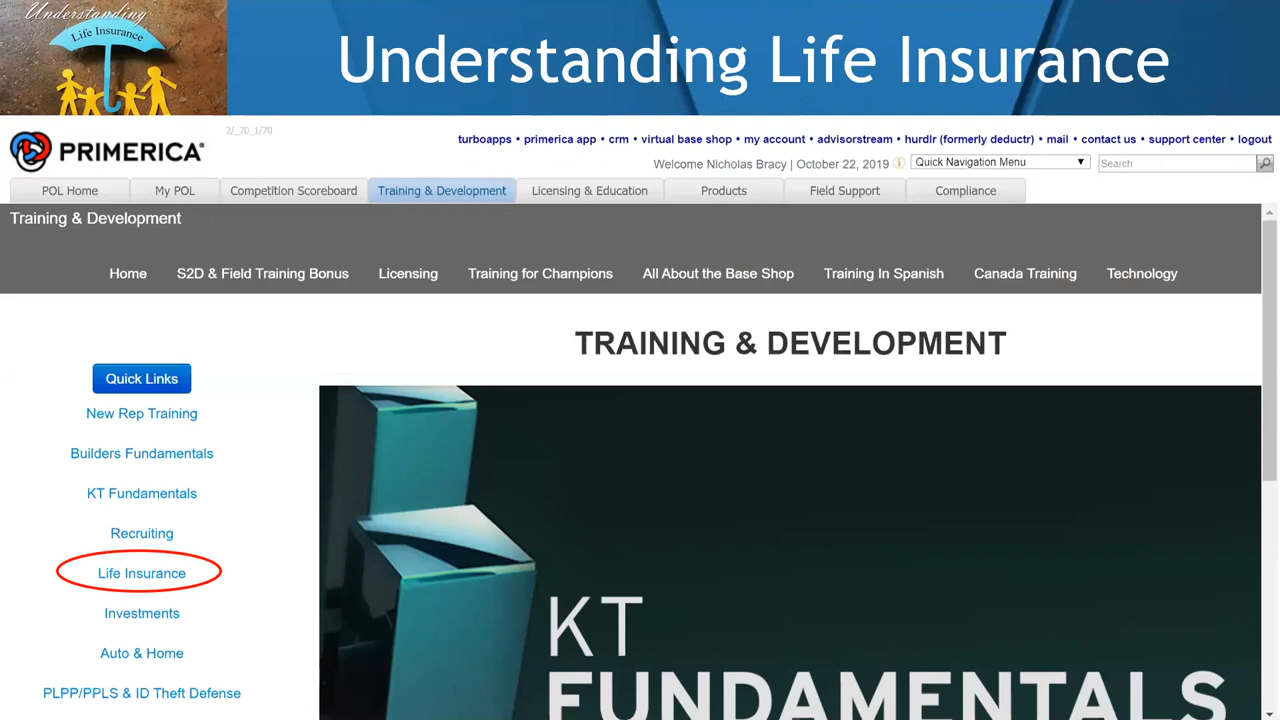 Understanding
Life Insurance
Understanding Life Insurance
2/_70_1/70
turboapps • primerica app • crm • virtual base shop • my account • advisorstream • hurdlr (formerly deductr) • mail • contact us • support center • logout
PRIMERICA
Welcome Nicholas Bracy | October 22, 2019 Quick Navigation Menu Search
POL Home My POL Competition Scoreboard Training & Development Licensing & Education Products Field Support Compliance
Training & Development
Home S2D & Field Training Bonus Licensing Training for Champions All About the Base Shop Training In Spanish Canada Training Technology
TRAINING & DEVELOPMENT
Quick Links
New Rep Training
Builders Fundamentals
KT Fundamentals
Recruiting
Life Insurance
Investments
Auto & Home
PLPP/PPLS & ID Theft Defense
KT
FUNDAMENTALS